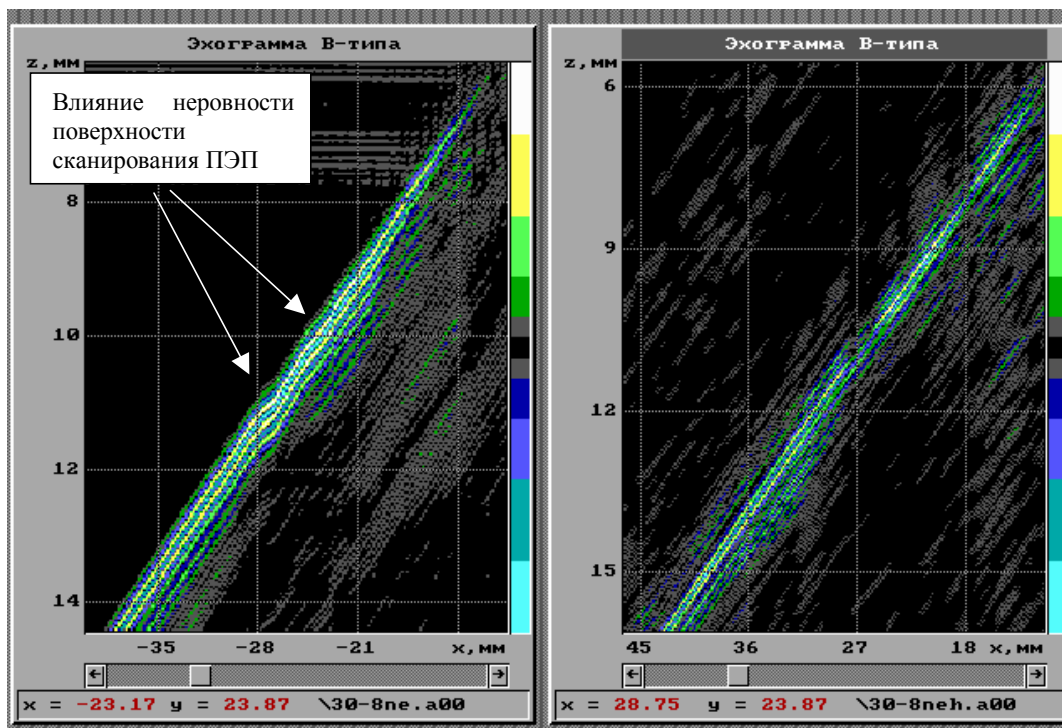 Эхограмма В-типа
z,мм
Влияние неровности
поверхности
сканирования ПЭП
8
10
12
14
-35 -28 -21 x,мм
x = -23.17 y = 23.87 \30-8ne.a00
Эхограмма В-типа
z,мм
6
9
12
15
45 36 27 18 x,мм
x = 28.75 y = 23.87 \30-8neh.a00